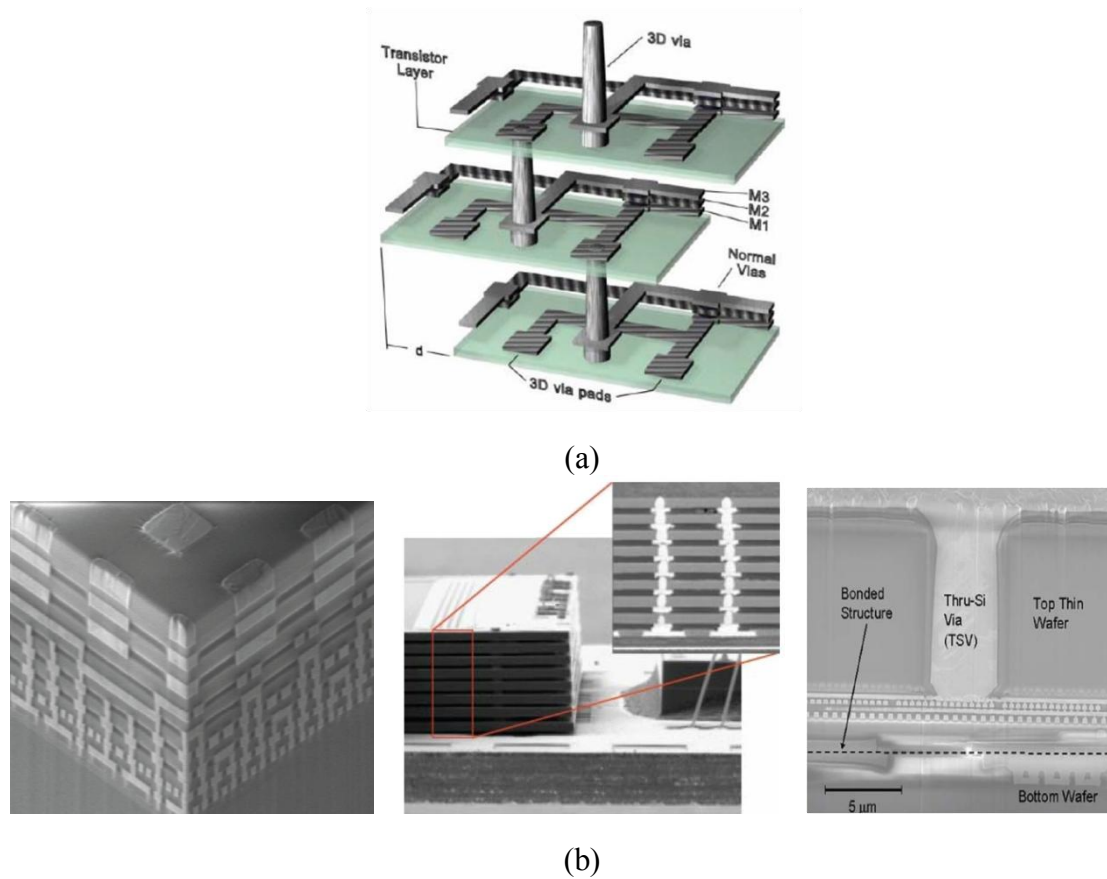 3D via
Transistor
Layer
M3
M2
M1
Normal
Vias
d
3D via pads
(a)
Bonded
Structure
Thru-Si
Via
(TSV)
Top Thin
Wafer
5 μm
Bottom Wafer
(b)